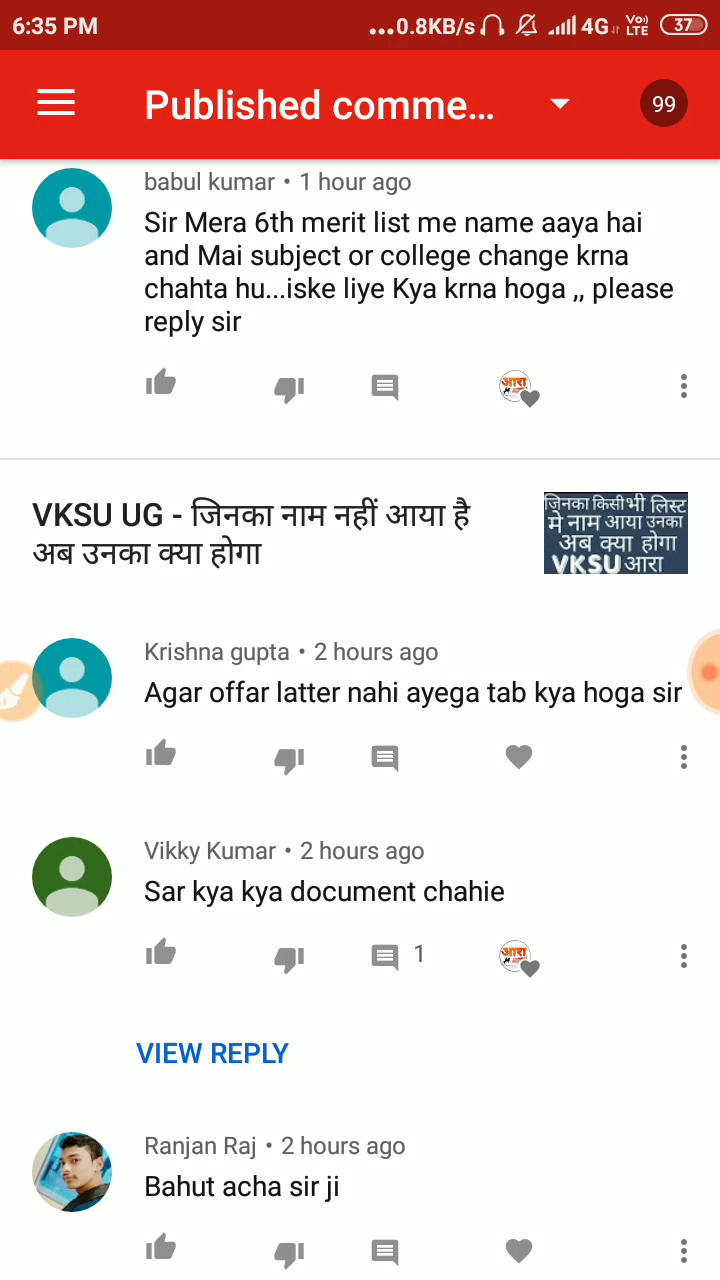 6:35 PM
...0.8KB/s 4G Vo) LTE 37
Published comme... 99
babul kumar • 1 hour ago
Sir Mera 6th merit list me name aaya hai
and Mai subject or college change krna
chahta hu...iske liye Kya krna hoga ,, please
reply sir
आरा
VKSU UG - जिनका नाम नहीं आया है
अब उनका क्या होगा
जिनका किसी भी लिस्ट
मे नाम आया उनका
अब क्या होगा
VKSU आरा
Krishna gupta • 2 hours ago
Agar offar latter nahi ayega tab kya hoga sir
Vikky Kumar • 2 hours ago
Sar kya kya document chahie
1
आरा
VIEW REPLY
Ranjan Raj • 2 hours ago
Bahut acha sir ji